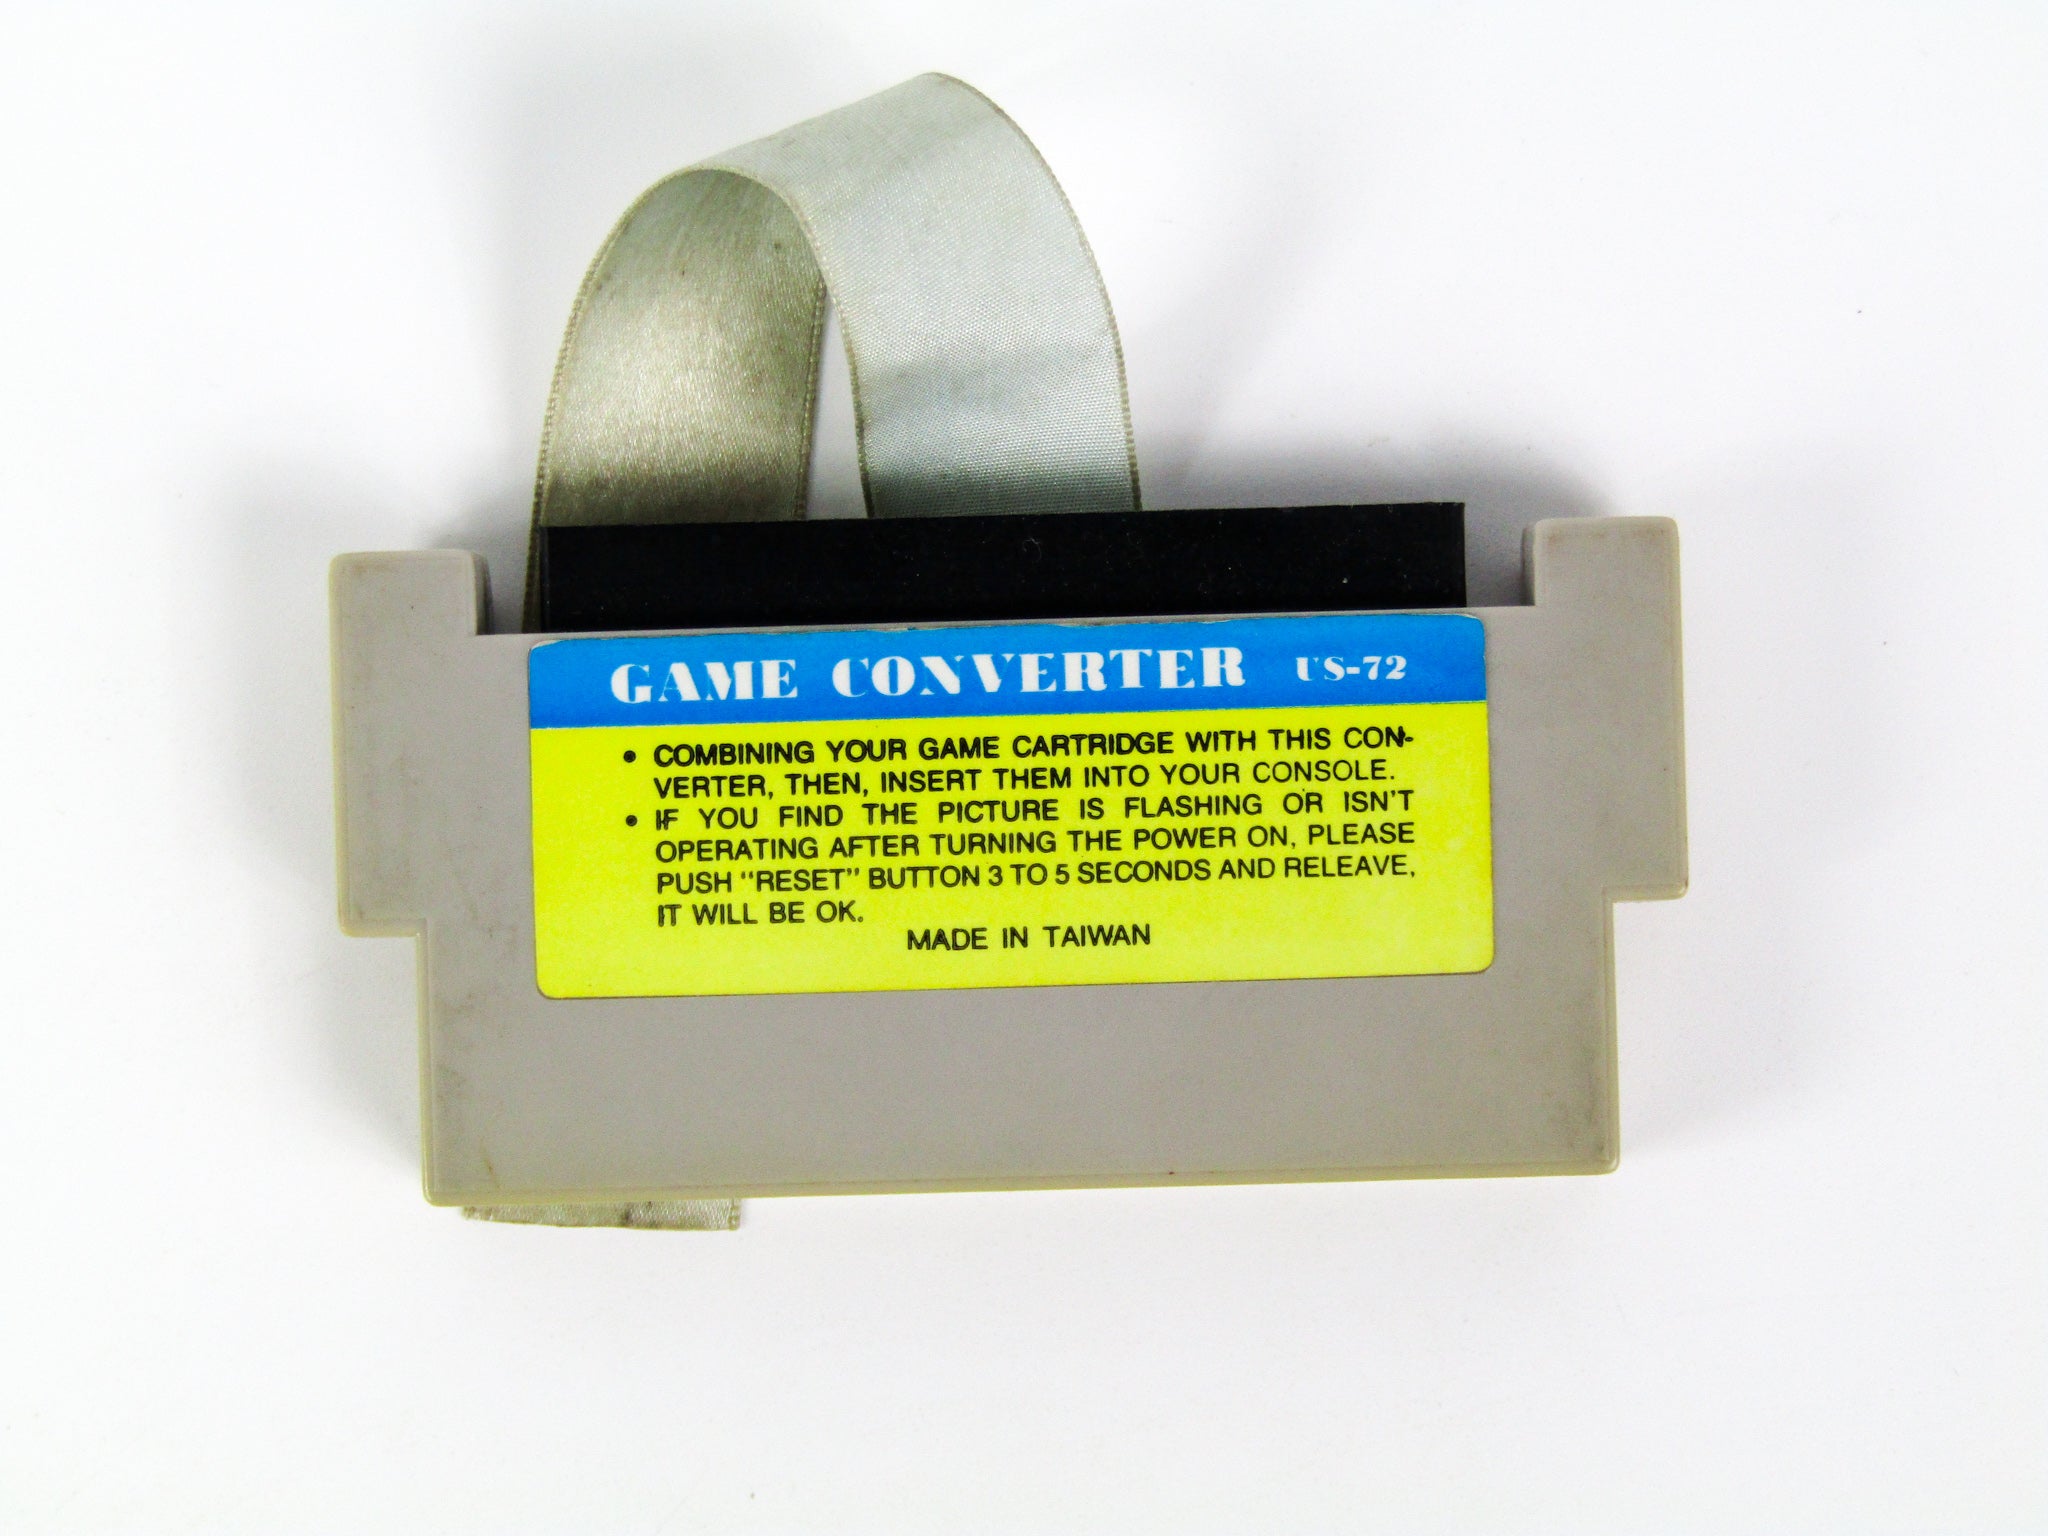 GAME CONVERTER US-72
• COMBINING YOUR GAME CARTRIDGE WITH THIS CON-
VERTER, THEN, INSERT THEM INTO YOUR CONSOLE.
• IF YOU FIND THE PICTURE IS FLASHING OR ISN'T
OPERATING AFTER TURNING THE POWER ON, PLEASE
PUSH "RESET" BUTTON 3 TO 5 SECONDS AND RELEAVE,
IT WILL BE OK.
MADE IN TAIWAN